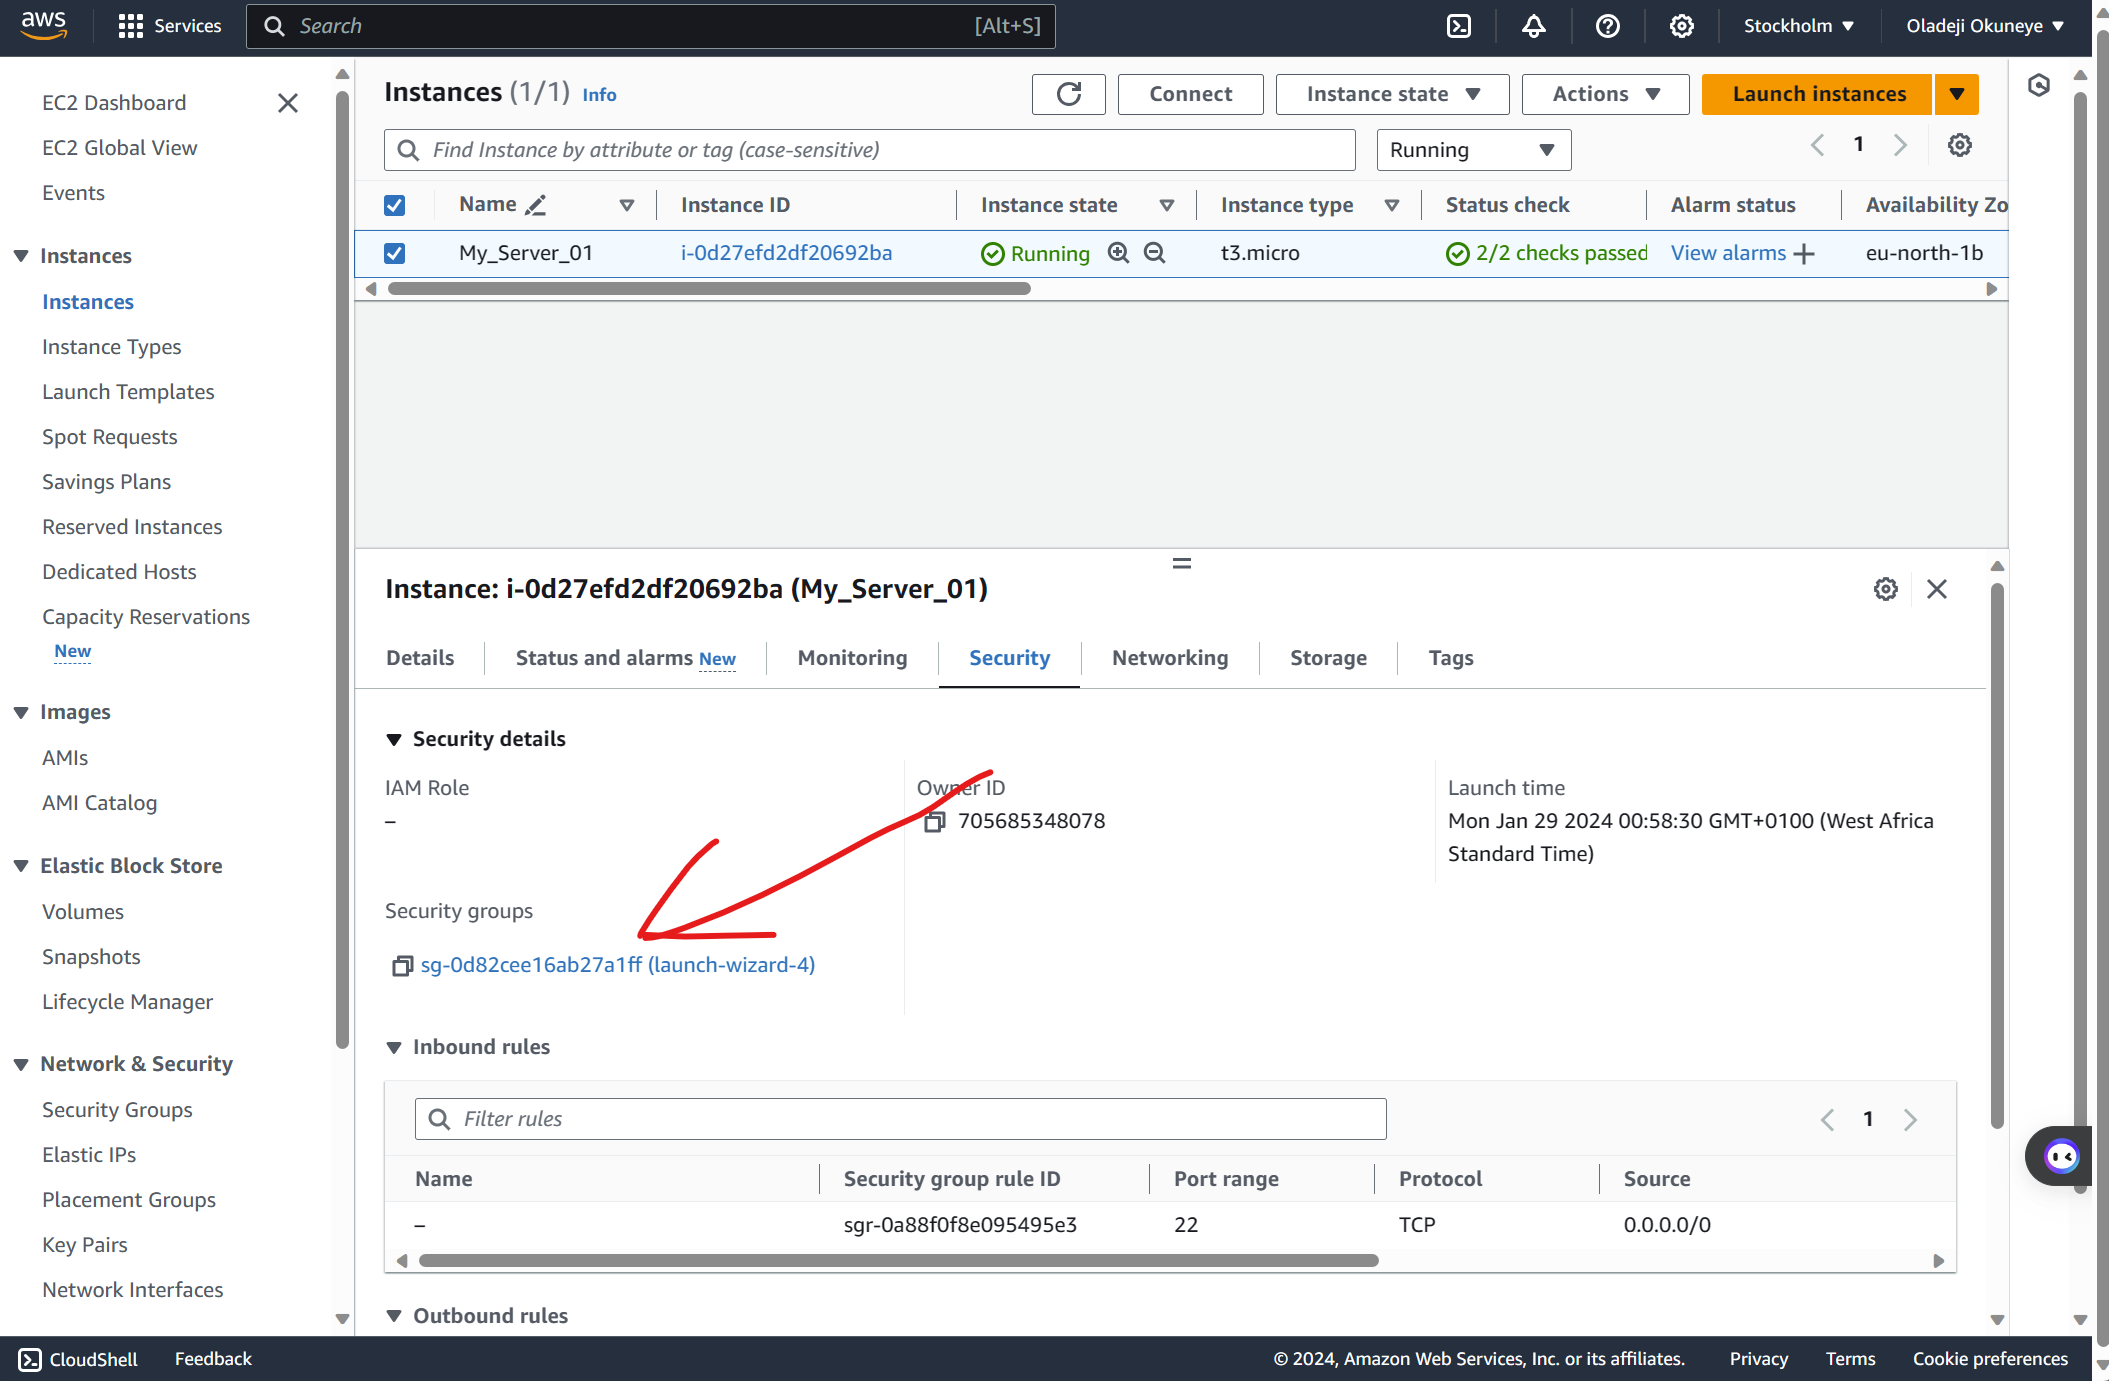 aws
Services
Search [Alt+S]
Stockholm
Oladeji Okuneye
EC2 Dashboard
EC2 Global View
Events
Instances
Instances
Instance Types
Launch Templates
Spot Requests
Savings Plans
Reserved Instances
Dedicated Hosts
Capacity Reservations
New
Images
AMIs
AMI Catalog
Elastic Block Store
Volumes
Snapshots
Lifecycle Manager
Network & Security
Security Groups
Elastic IPs
Placement Groups
Key Pairs
Network Interfaces
Instances (1/1) Info
Connect
Instance state
Actions
Launch instances
Find Instance by attribute or tag (case-sensitive)
Running
1
Name Instance ID Instance state Instance type Status check Alarm status Availability Zo
My_Server_01 i-0d27efd2df20692ba Running t3.micro 2/2 checks passed View alarms + eu-north-1b
Instance: i-0d27efd2df20692ba (My_Server_01)
Details Status and alarms New Monitoring Security Networking Storage Tags
Security details
IAM Role
–
Owner ID
705685348078
Launch time
Mon Jan 29 2024 00:58:30 GMT+0100 (West Africa
Standard Time)
Security groups
sg-0d82cee16ab27a1ff (launch-wizard-4)
Inbound rules
Filter rules
1
Name Security group rule ID Port range Protocol Source
– sgr-0a88f0f8e095495e3 22 TCP 0.0.0.0/0
Outbound rules
CloudShell Feedback © 2024, Amazon Web Services, Inc. or its affiliates. Privacy Terms Cookie preferences